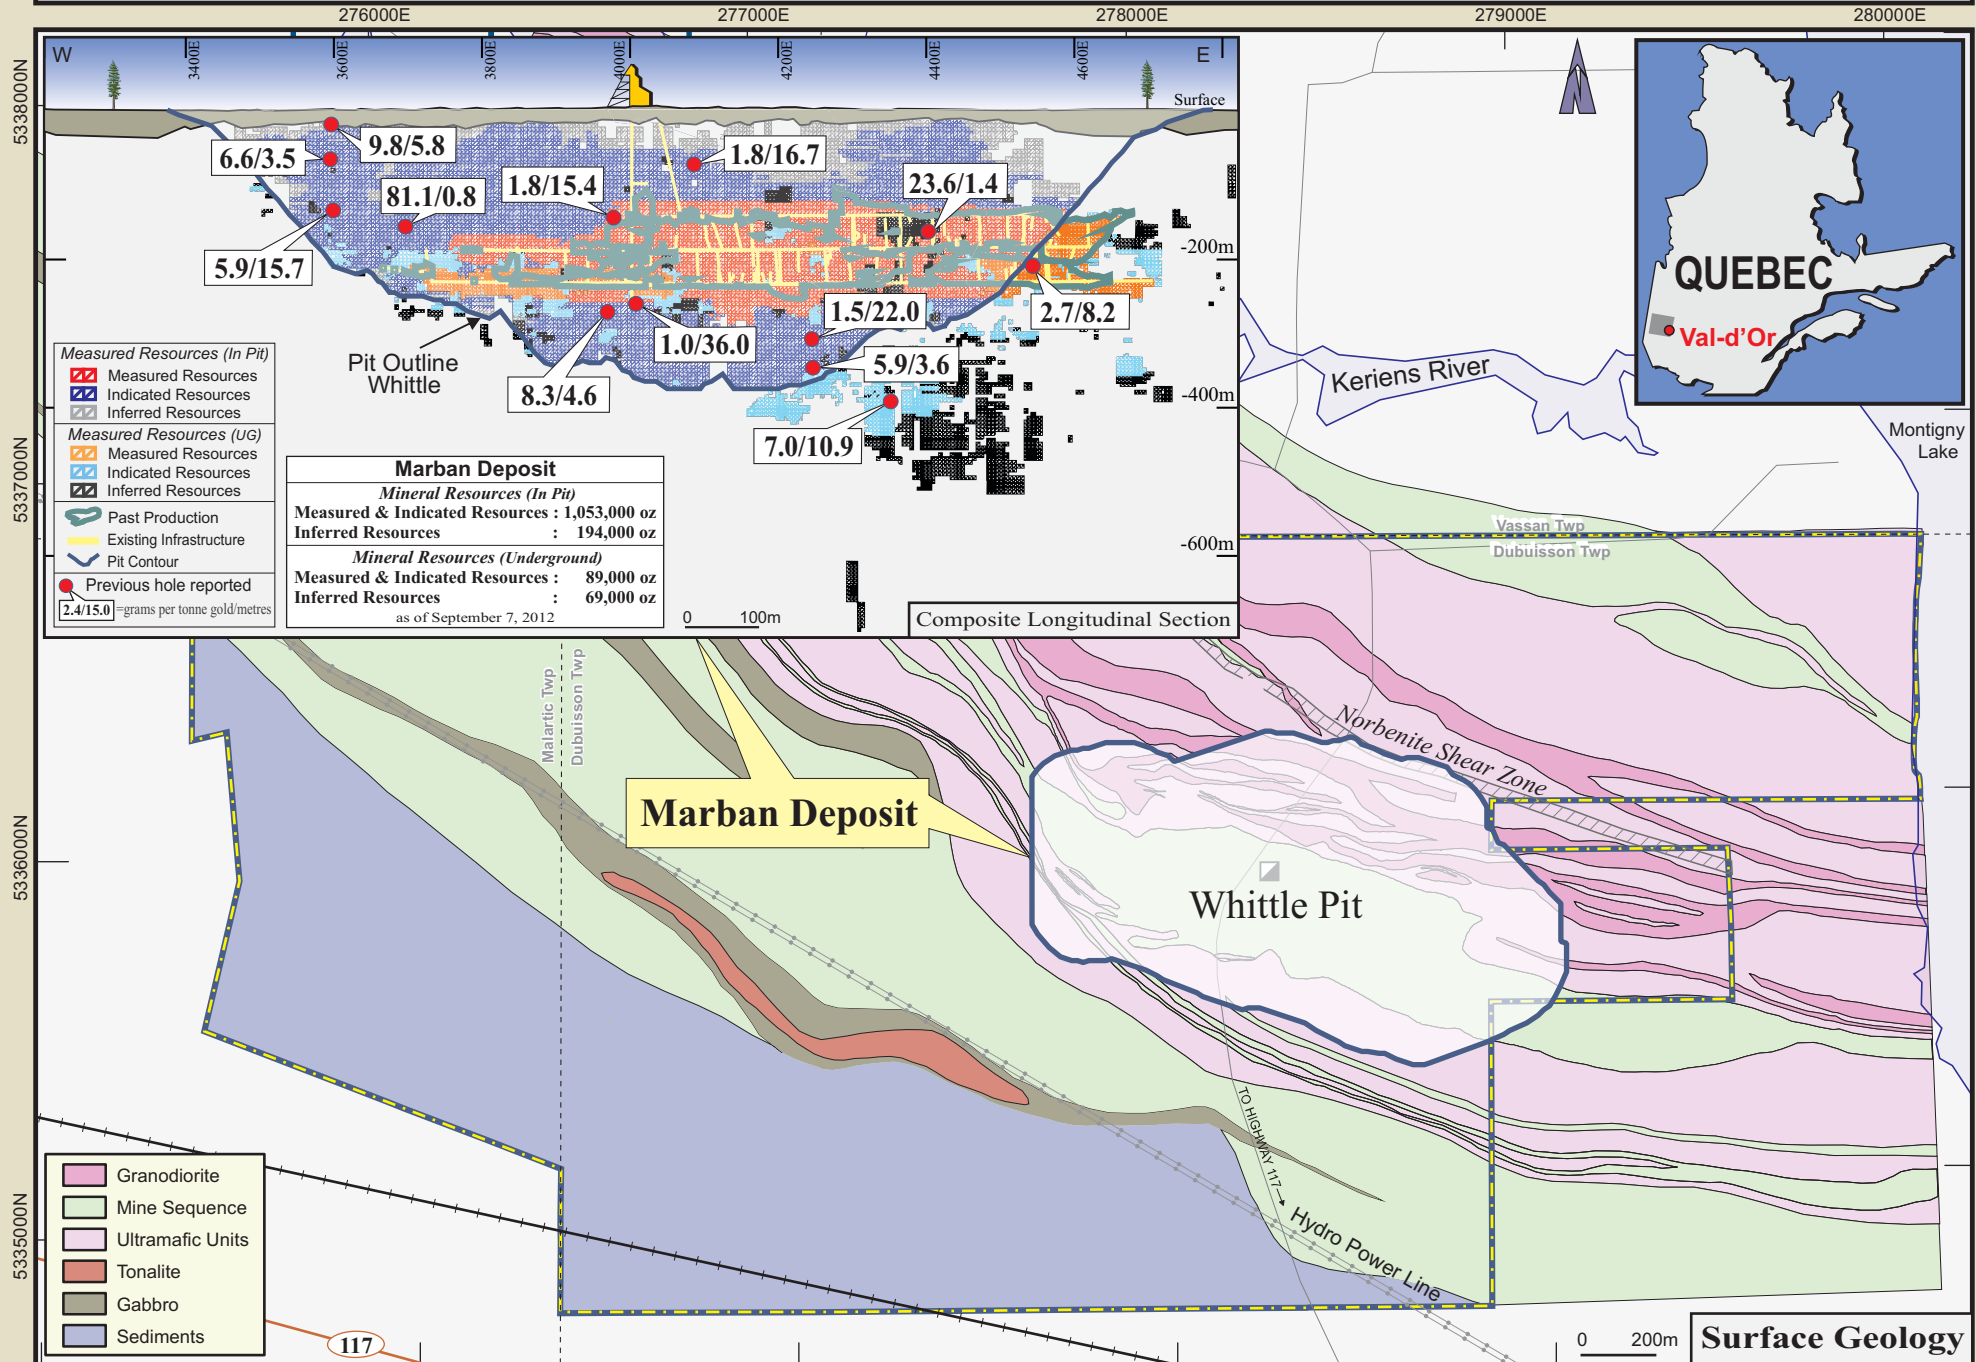 276000E
277000E
278000E
279000E
280000E
5338000N
5337000N
5336000N
5335000N
W
E
3400E
3600E
3800E
4000E
4200E
4400E
4600E
Surface
-200m
-400m
-600m
9.8/5.8
6.6/3.5
81.1/0.8
5.9/15.7
1.8/15.4
1.8/16.7
23.6/1.4
2.7/8.2
1.5/22.0
1.0/36.0
5.9/3.6
8.3/4.6
7.0/10.9
Pit Outline
Whittle
Measured Resources (In Pit)
Measured Resources
Indicated Resources
Inferred Resources
Measured Resources (UG)
Measured Resources
Indicated Resources
Inferred Resources
Past Production
Existing Infrastructure
Pit Contour
Previous hole reported
2.4/15.0 =grams per tonne gold/metres
Marban Deposit
Mineral Resources (In Pit)
Measured & Indicated Resources : 1,053,000 oz
Inferred Resources : 194,000 oz
Mineral Resources (Underground)
Measured & Indicated Resources : 89,000 oz
Inferred Resources : 69,000 oz
as of September 7, 2012
0 100m
Composite Longitudinal Section
QUEBEC
Val-d'Or
Keriens River
Montigny
Lake
Vassan Twp
Dubuisson Twp
Malartic Twp
Dubuisson Twp
Norbenite Shear Zone
Marban Deposit
Whittle Pit
TO HIGHWAY 117
Hydro Power Line
Granodiorite
Mine Sequence
Ultramafic Units
Tonalite
Gabbro
Sediments
117
0 200m
Surface Geology